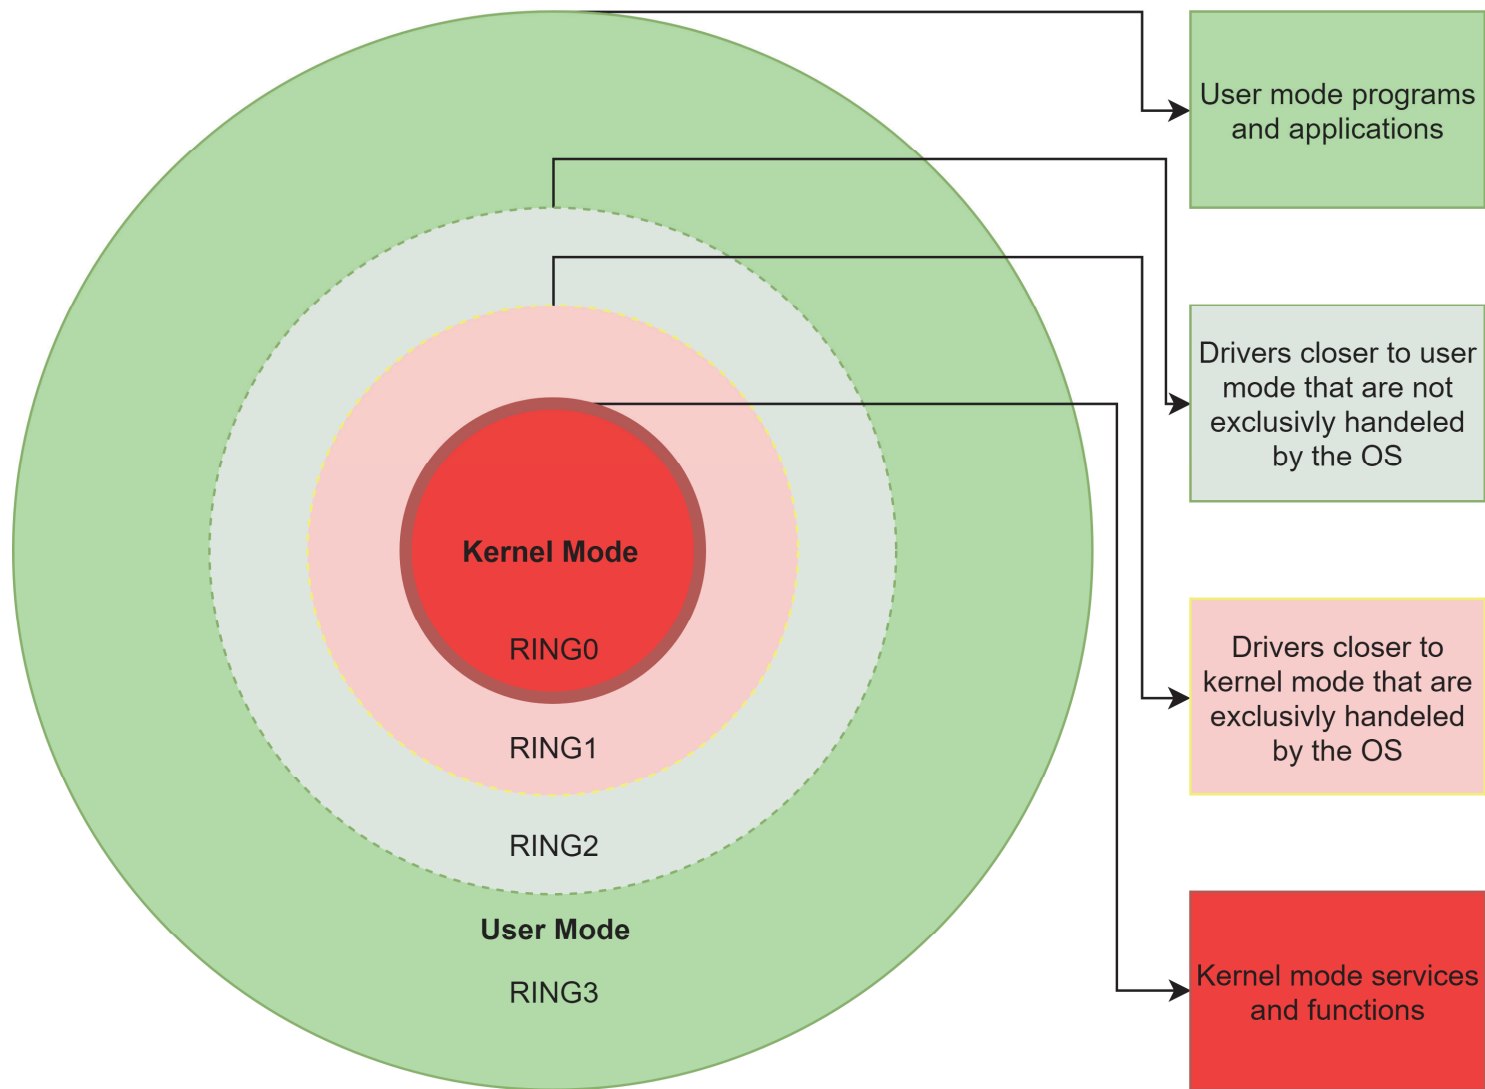 User mode programs
and applications
Drivers closer to user
mode that are not
exclusivly handeled
by the OS
Drivers closer to
kernel mode that are
exclusivly handeled
by the OS
Kernel mode services
and functions
Kernel Mode
RING0
RING1
RING2
User Mode
RING3